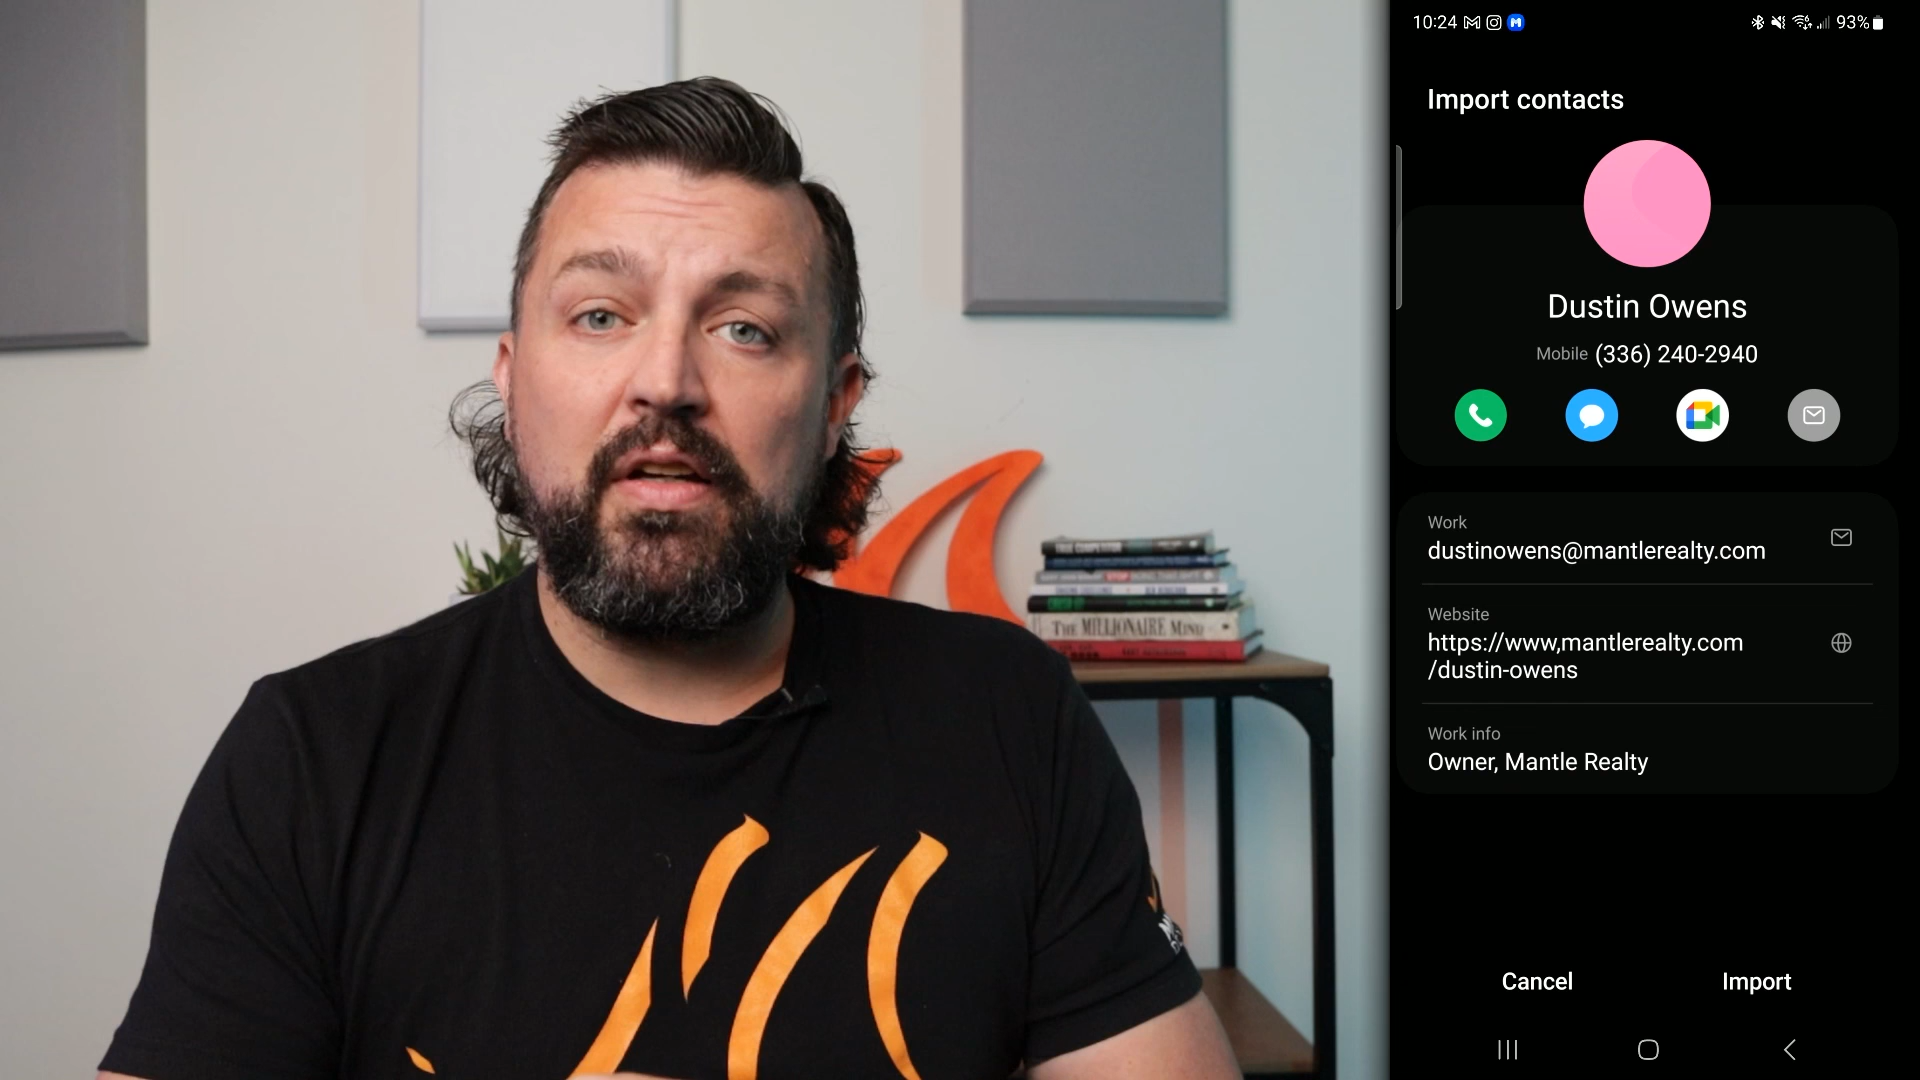 10:24
93%
Import contacts
Dustin Owens
Mobile (336) 240-2940
Work
dustinowens@mantlerealty.com
Website
https://www,mantlerealty.com
/dustin-owens
Work info
Owner, Mantle Realty
Cancel
Import
THE MILLIONAIRE MIND